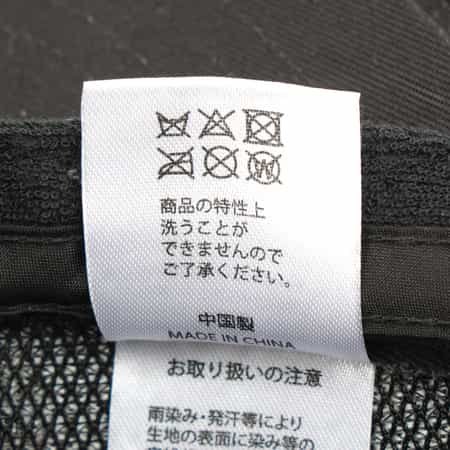 商品の特性上
洗うことが
できませんので
ご了承ください。
中国製
MADE IN CHINA
お取り扱いの注意
雨染み・発汗等により
生地の表面に染み等の